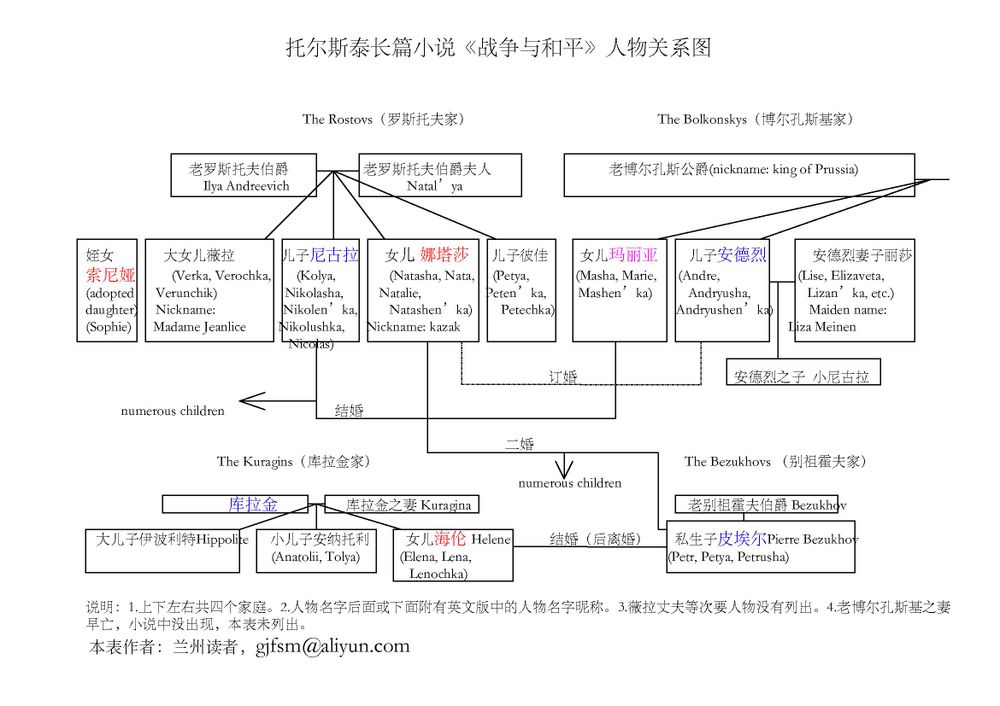 托尔斯泰长篇小说《战争与和平》人物关系图
The Rostovs（罗斯托夫家）
The Bolkonskys（博尔孔斯基家）
老罗斯托夫伯爵
Ilya Andreevich
老罗斯托夫伯爵夫人
Natal’ya
老博尔孔斯公爵(nickname: king of Prussia)
姪女
索尼娅
(adopted
daughter)
(Sophie)
大女儿薇拉
(Verka, Verochka,
Verunchik)
Nickname:
Madame Jeanlice
儿子尼古拉
(Kolya,
Nikolasha,
Nikolen’ka,
Nikolushka,
Nicolas)
女儿 娜塔莎
(Natasha, Nata,
Natalie,
Natashen’ka)
Nickname: kazak
儿子彼佳
(Petya,
Peten’ka,
Petechka)
女儿玛丽亚
(Masha, Marie,
Mashen’ka)
儿子安德烈
(Andre,
Andryusha,
Andryushen’ka)
安德烈妻子丽莎
(Lise, Elizaveta,
Lizan’ka, etc.)
Maiden name:
Liza Meinen
订婚
安德烈之子 小尼古拉
numerous children
结婚
二婚
numerous children
The Kuragins（库拉金家）
The Bezukhovs （别祖霍夫家）
库拉金
库拉金之妻 Kuragina
老别祖霍夫伯爵 Bezukhov
大儿子伊波利特Hippolite
小儿子安纳托利
(Anatolii, Tolya)
女儿海伦 Helene
(Elena, Lena,
Lenochka)
结婚（后离婚）
私生子皮埃尔Pierre Bezukhov
(Petr, Petya, Petrusha)
说明：1.上下左右共四个家庭。2.人物名字后面或下面附有英文版中的人物名字昵称。3.薇拉丈夫等次要人物没有列出。4.老博尔孔斯基之妻
早亡，小说中没出现，本表未列出。
本表作者：兰州读者，gjfsm@aliyun.com